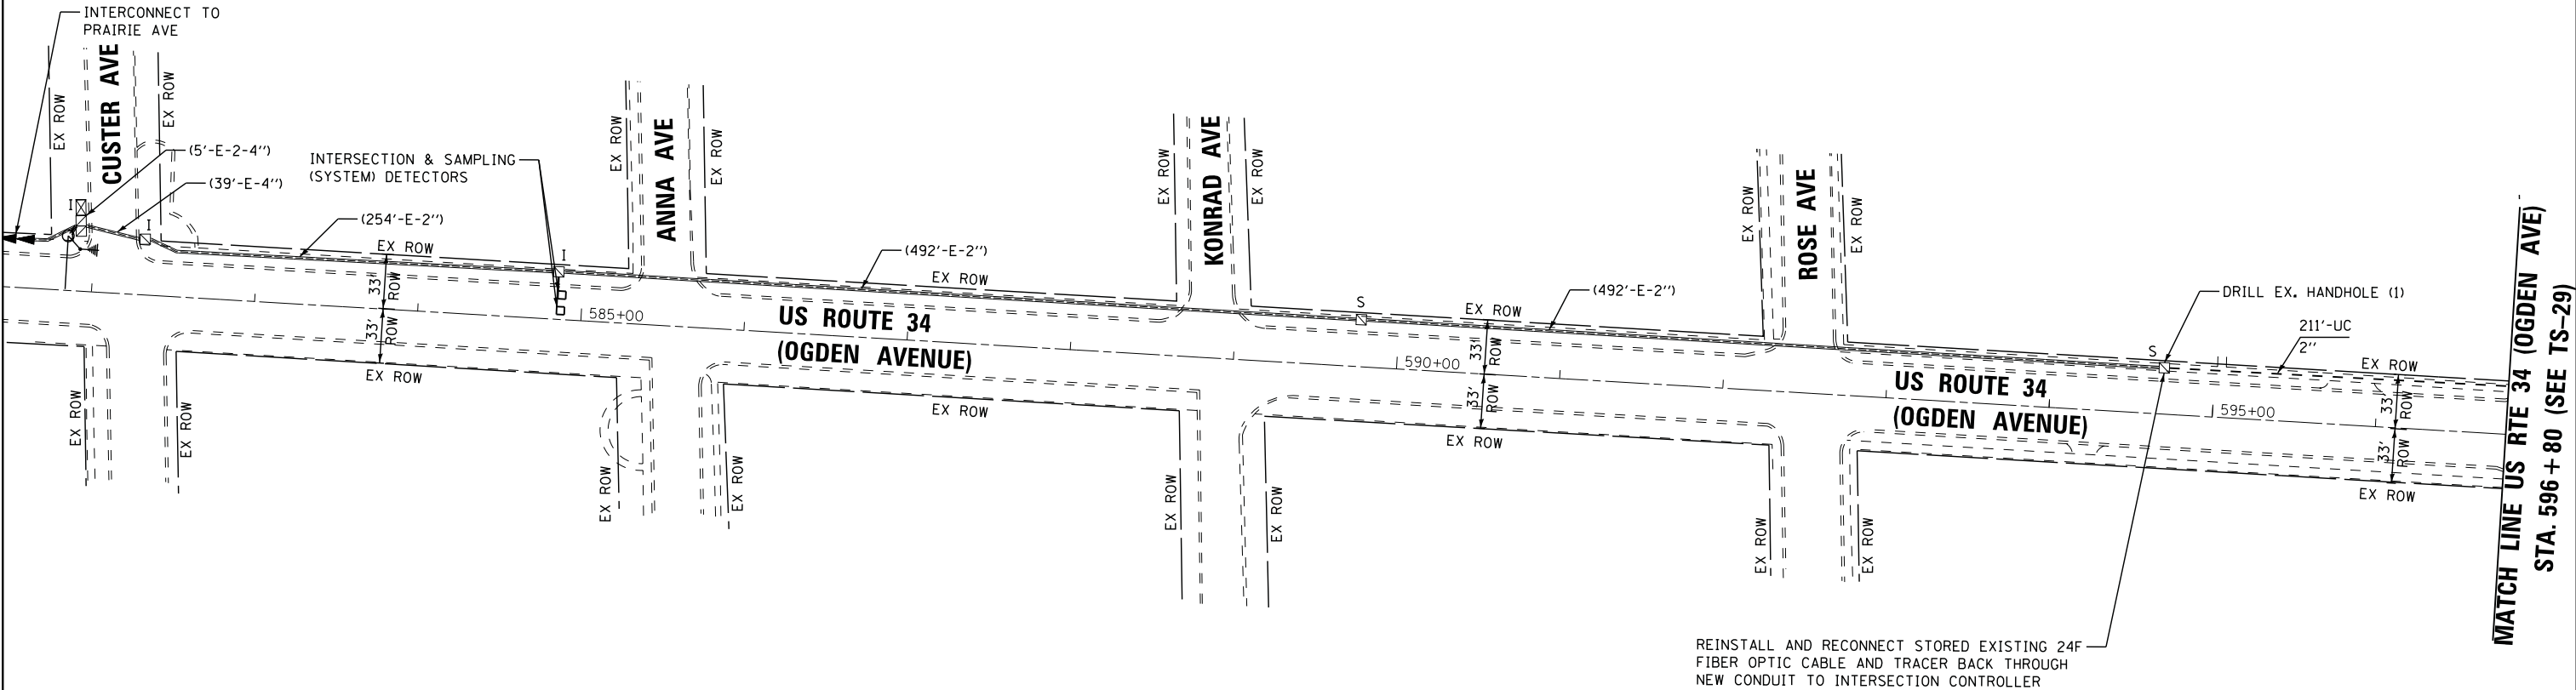 INTERCONNECT TO
PRAIRIE AVE
EX ROW
CUSTER AVE
EX ROW
(5'-E-2-4'')
(39'-E-4'')
I
I
INTERSECTION & SAMPLING
(SYSTEM) DETECTORS
(254'-E-2'')
EX ROW
33'
ROW
33'
ROW
EX ROW
EX ROW
EX ROW
I
585+00
EX ROW
ANNA AVE
EX ROW
EX ROW
EX ROW
(492'-E-2'')
EX ROW
US ROUTE 34
(OGDEN AVENUE)
EX ROW
EX ROW
KONRAD AVE
EX ROW
EX ROW
EX ROW
S
590+00
EX ROW
33'
ROW
33'
ROW
EX ROW
(492'-E-2'')
EX ROW
ROSE AVE
EX ROW
EX ROW
EX ROW
US ROUTE 34
(OGDEN AVENUE)
S
DRILL EX. HANDHOLE (1)
211'-UC
2''
EX ROW
595+00
33'
ROW
33'
ROW
EX ROW
MATCH LINE US RTE 34 (OGDEN AVE)
STA. 596+80 (SEE TS-29)
REINSTALL AND RECONNECT STORED EXISTING 24F
FIBER OPTIC CABLE AND TRACER BACK THROUGH
NEW CONDUIT TO INTERSECTION CONTROLLER